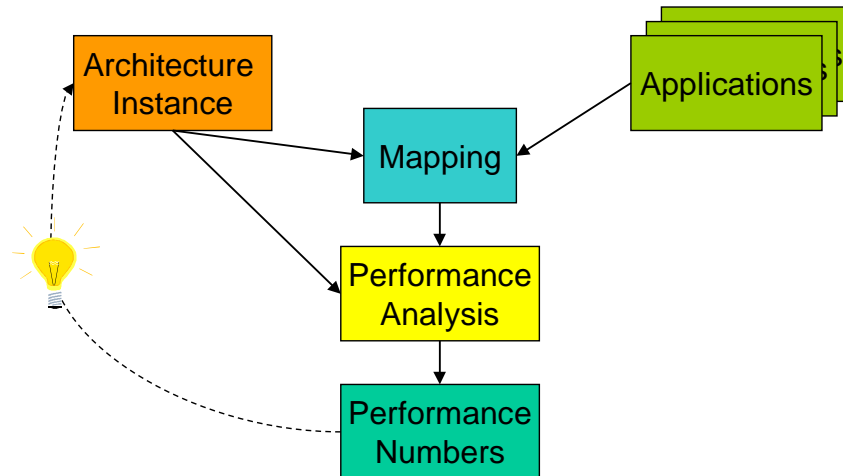 Architecture
Instance
Applications
Mapping
Performance
Analysis
Performance
Numbers